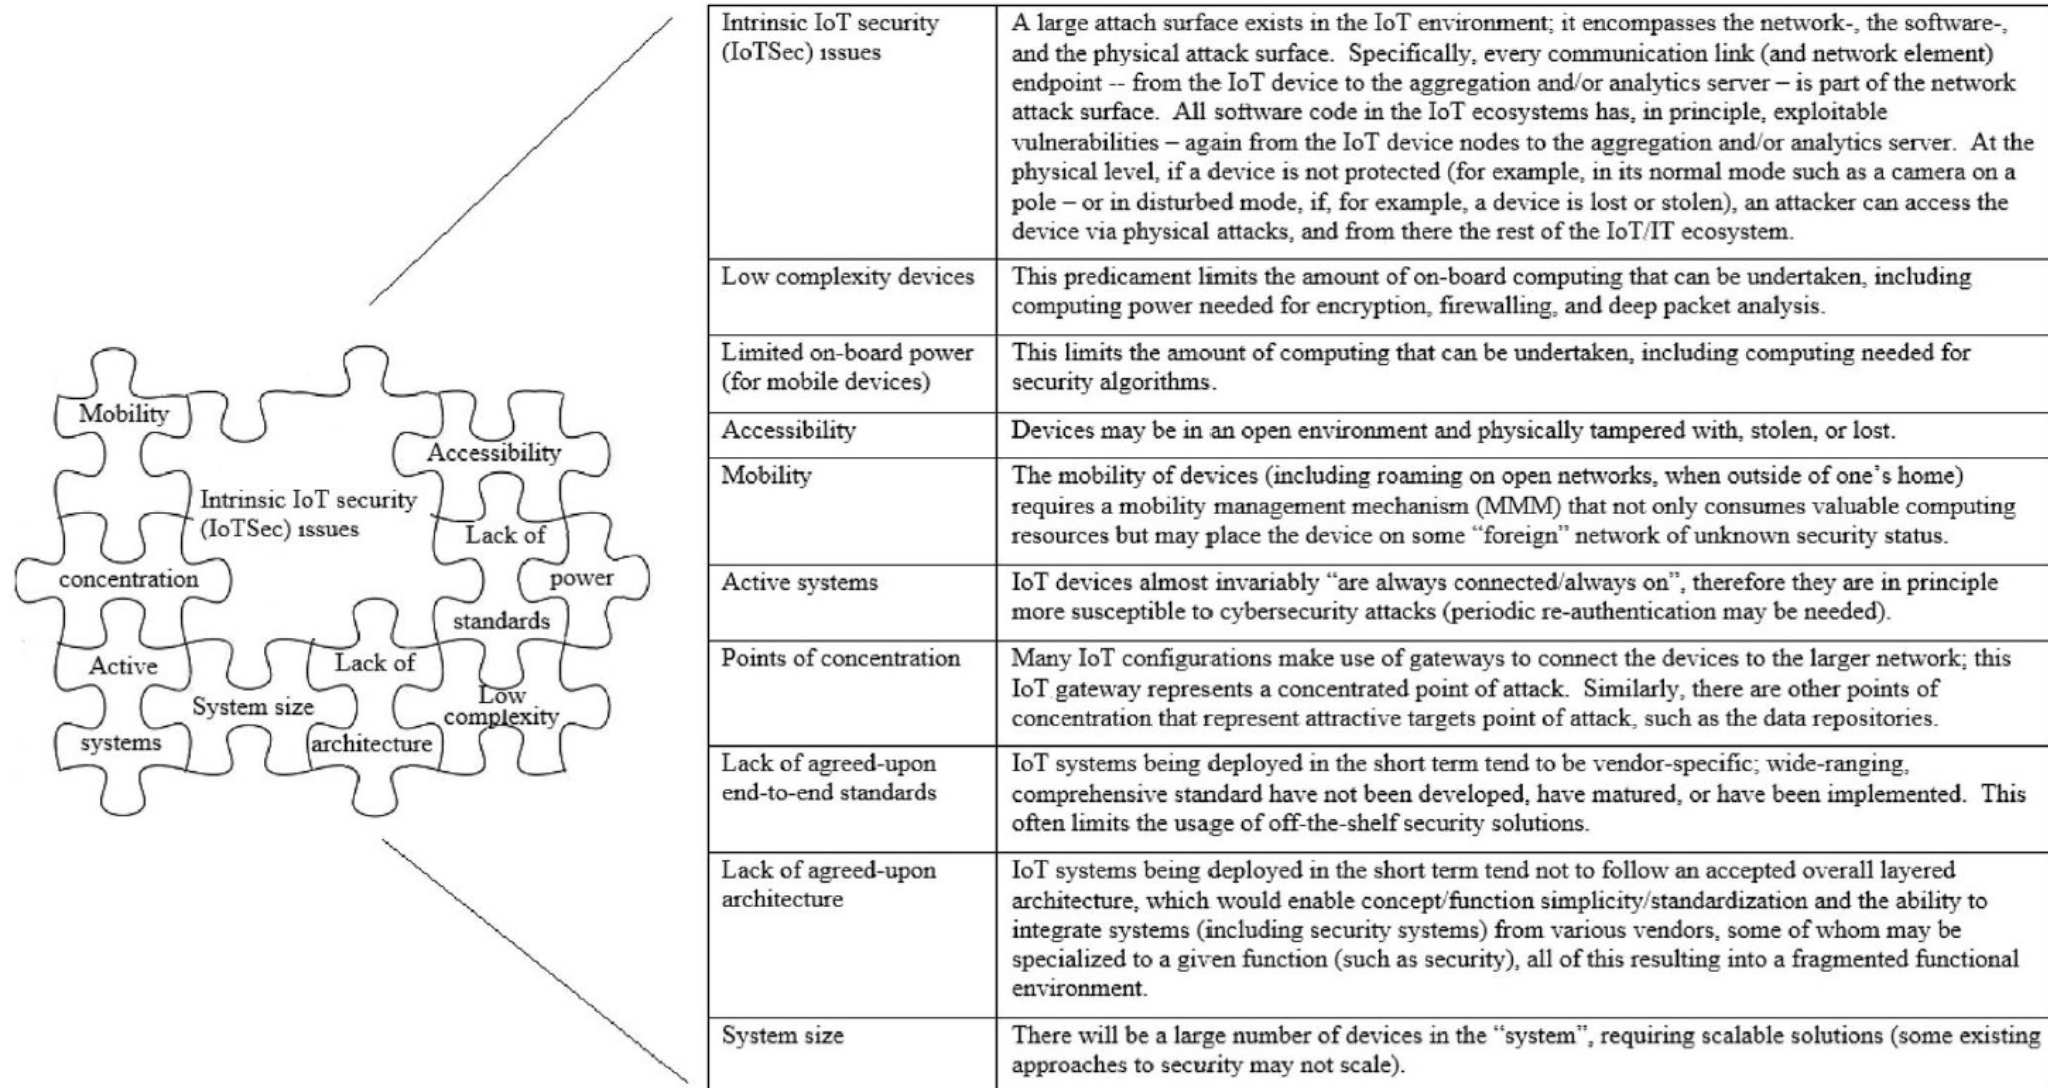 Mobility
Accessibility
Intrinsic IoT security
(IoTSec) issues
Lack of
concentration
power
standards
Active
Lack of
System size
Low
complexity
systems
architecture
Intrinsic IoT security
(IoTSec) issues
A large attach surface exists in the IoT environment; it encompasses the network-, the software-,
and the physical attack surface. Specifically, every communication link (and network element)
endpoint -- from the IoT device to the aggregation and/or analytics server – is part of the network
attack surface. All software code in the IoT ecosystems has, in principle, exploitable
vulnerabilities – again from the IoT device nodes to the aggregation and/or analytics server. At the
physical level, if a device is not protected (for example, in its normal mode such as a camera on a
pole – or in disturbed mode, if, for example, a device is lost or stolen), an attacker can access the
device via physical attacks, and from there the rest of the IoT/IT ecosystem.
Low complexity devices
This predicament limits the amount of on-board computing that can be undertaken, including
computing power needed for encryption, firewalling, and deep packet analysis.
Limited on-board power
(for mobile devices)
This limits the amount of computing that can be undertaken, including computing needed for
security algorithms.
Accessibility
Devices may be in an open environment and physically tampered with, stolen, or lost.
Mobility
The mobility of devices (including roaming on open networks, when outside of one's home)
requires a mobility management mechanism (MMM) that not only consumes valuable computing
resources but may place the device on some “foreign” network of unknown security status.
Active systems
IoT devices almost invariably “are always connected/always on”, therefore they are in principle
more susceptible to cybersecurity attacks (periodic re-authentication may be needed).
Points of concentration
Many IoT configurations make use of gateways to connect the devices to the larger network; this
IoT gateway represents a concentrated point of attack. Similarly, there are other points of
concentration that represent attractive targets point of attack, such as the data repositories.
Lack of agreed-upon
end-to-end standards
IoT systems being deployed in the short term tend to be vendor-specific; wide-ranging,
comprehensive standard have not been developed, have matured, or have been implemented. This
often limits the usage of off-the-shelf security solutions.
Lack of agreed-upon
architecture
IoT systems being deployed in the short term tend not to follow an accepted overall layered
architecture, which would enable concept/function simplicity/standardization and the ability to
integrate systems (including security systems) from various vendors, some of whom may be
specialized to a given function (such as security), all of this resulting into a fragmented functional
environment.
System size
There will be a large number of devices in the “system”, requiring scalable solutions (some existing
approaches to security may not scale).